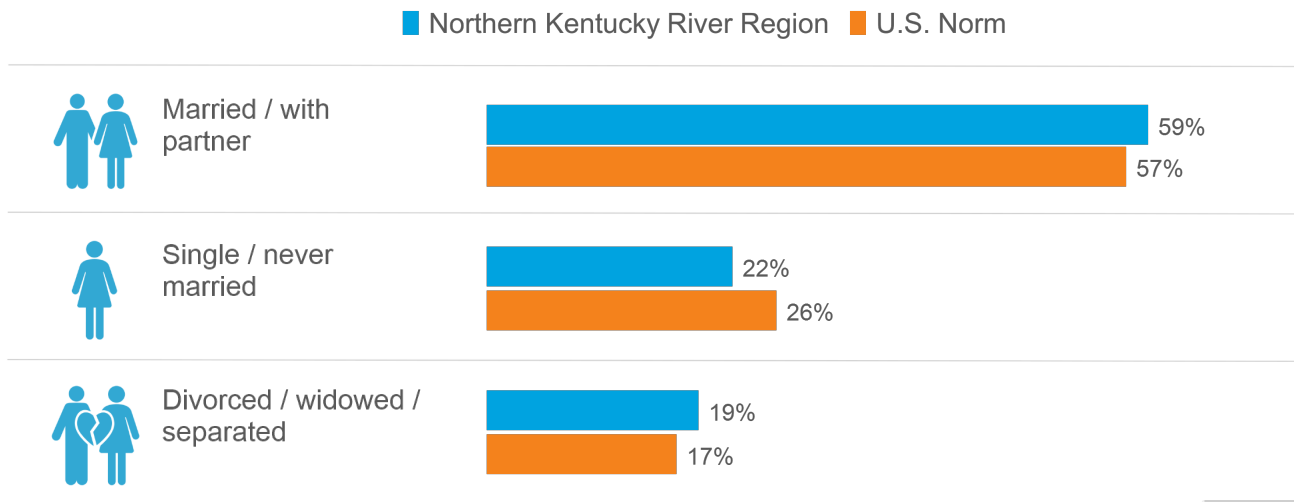 Northern Kentucky River Region U.S. Norm
Married / with
partner
59%
57%
Single / never
married
22%
26%
Divorced / widowed /
separated
19%
17%